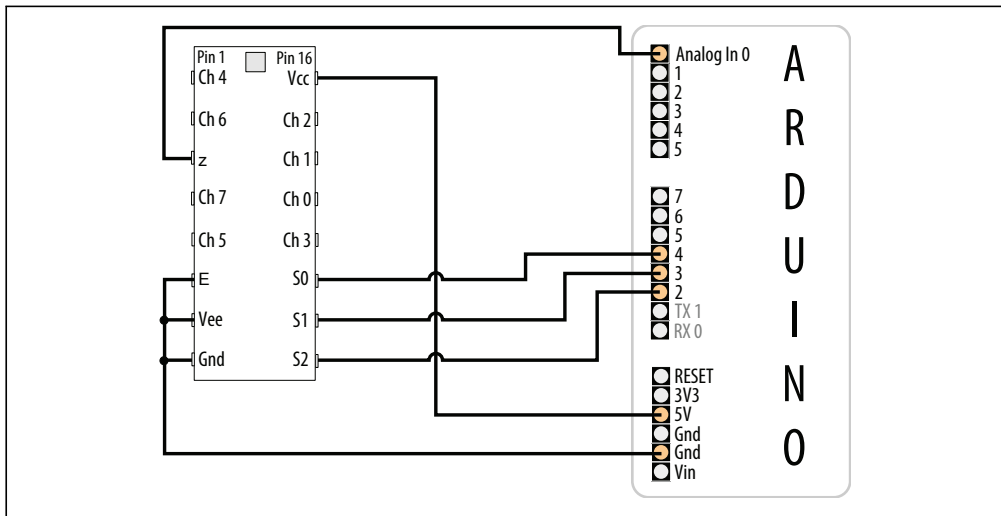 Pin 1 Pin 16
Ch 4 Vcc
Ch 6 Ch 2
z Ch 1
Ch 7 Ch 0
Ch 5 Ch 3
E S0
Vee S1
Gnd S2
Analog In 0
1
2
3
4
5
7
6
5
4
3
2
TX 1
RX 0
RESET
3V3
5V
Gnd
Gnd
Vin
A
R
D
U
I
N
O